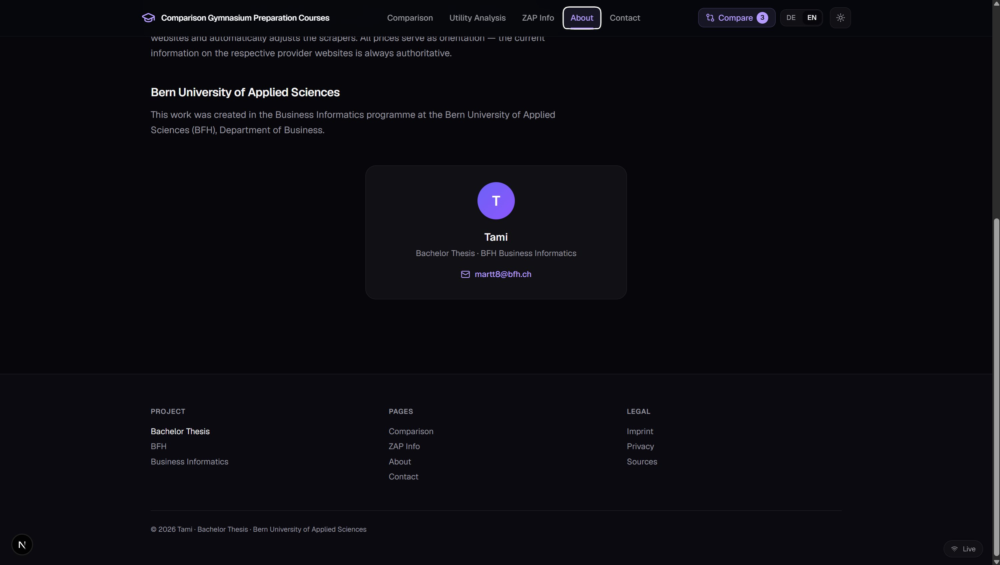 Comparison Gymnasium Preparation Courses
Comparison
Utility Analysis
ZAP Info
About
Contact
Compare 3
DE
EN
websites and automatically adjusts the scrapers. All prices serve as orientation — the current
information on the respective provider websites is always authoritative.
Bern University of Applied Sciences
This work was created in the Business Informatics programme at the Bern University of Applied
Sciences (BFH), Department of Business.
T
Tami
Bachelor Thesis · BFH Business Informatics
martt8@bfh.ch
PROJECT
Bachelor Thesis
BFH
Business Informatics
PAGES
Comparison
ZAP Info
About
Contact
LEGAL
Imprint
Privacy
Sources
© 2026 Tami · Bachelor Thesis · Bern University of Applied Sciences
N
Live